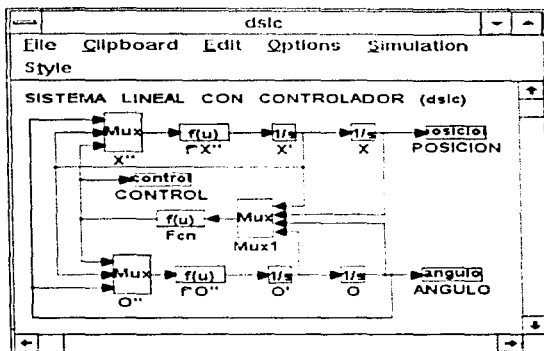 dslc
File Clipboard Edit Options Simulation
Style
SISTEMA LINEAL CON CONTROLADOR (dslc)
Mux f(u) 1/s 1/s posicion
X'' f'X'' X' X POSICION
control
CONTROL
f(u) Mux
Fcn Mux1
Mux f(u) 1/s 1/s angulo
O'' f'O'' O' O ANGULO